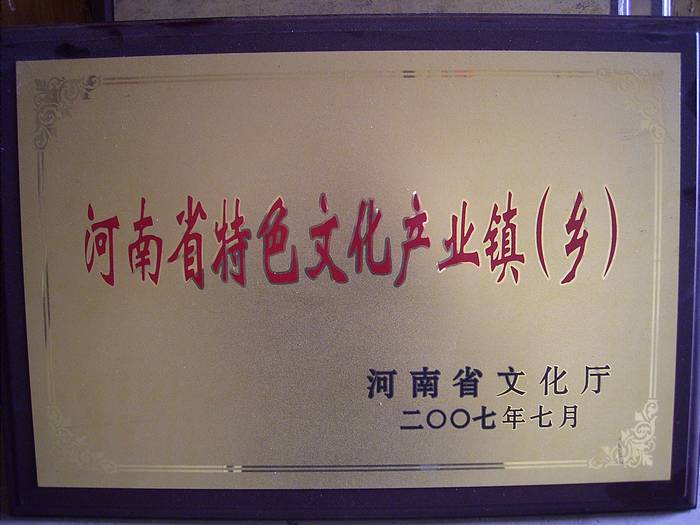 河南省特色文化产业镇(乡)
河南省文化厅
二〇〇七年七月